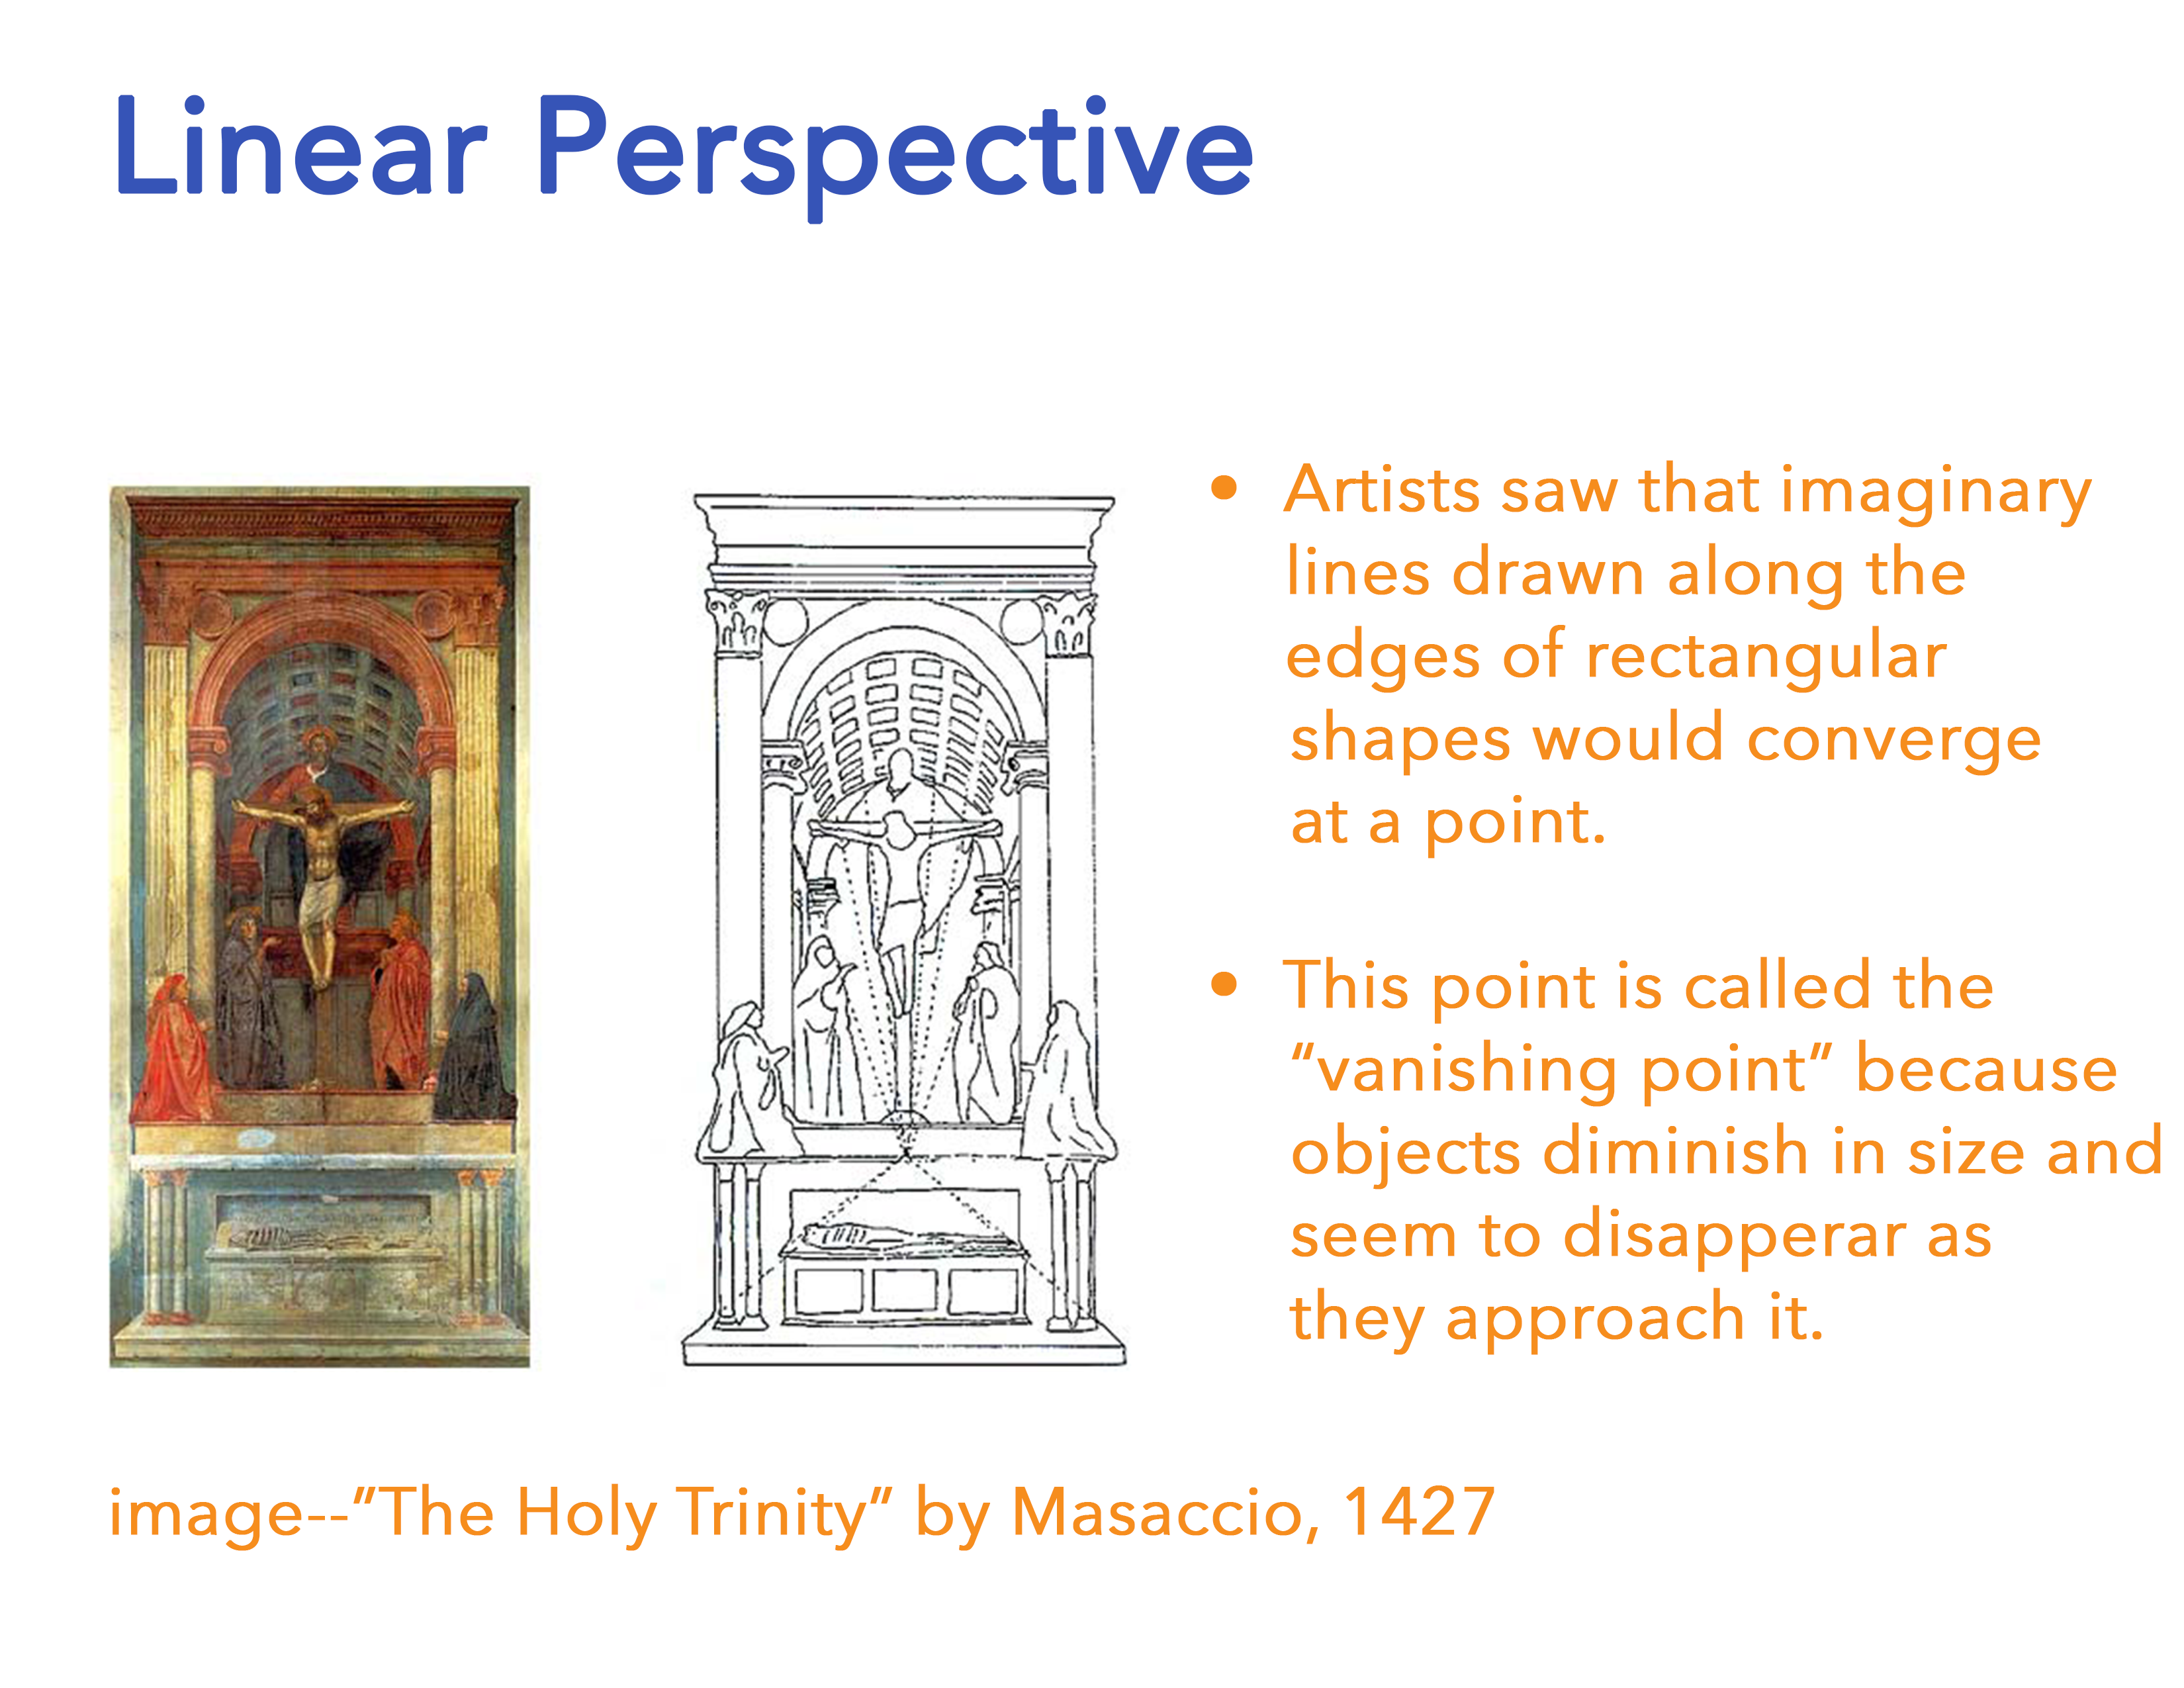 Linear Perspective
• Artists saw that imaginary
lines drawn along the
edges of rectangular
shapes would converge
at a point.
• This point is called the
“vanishing point” because
objects diminish in size and
seem to disapperar as
they approach it.
image--”The Holy Trinity” by Masaccio, 1427